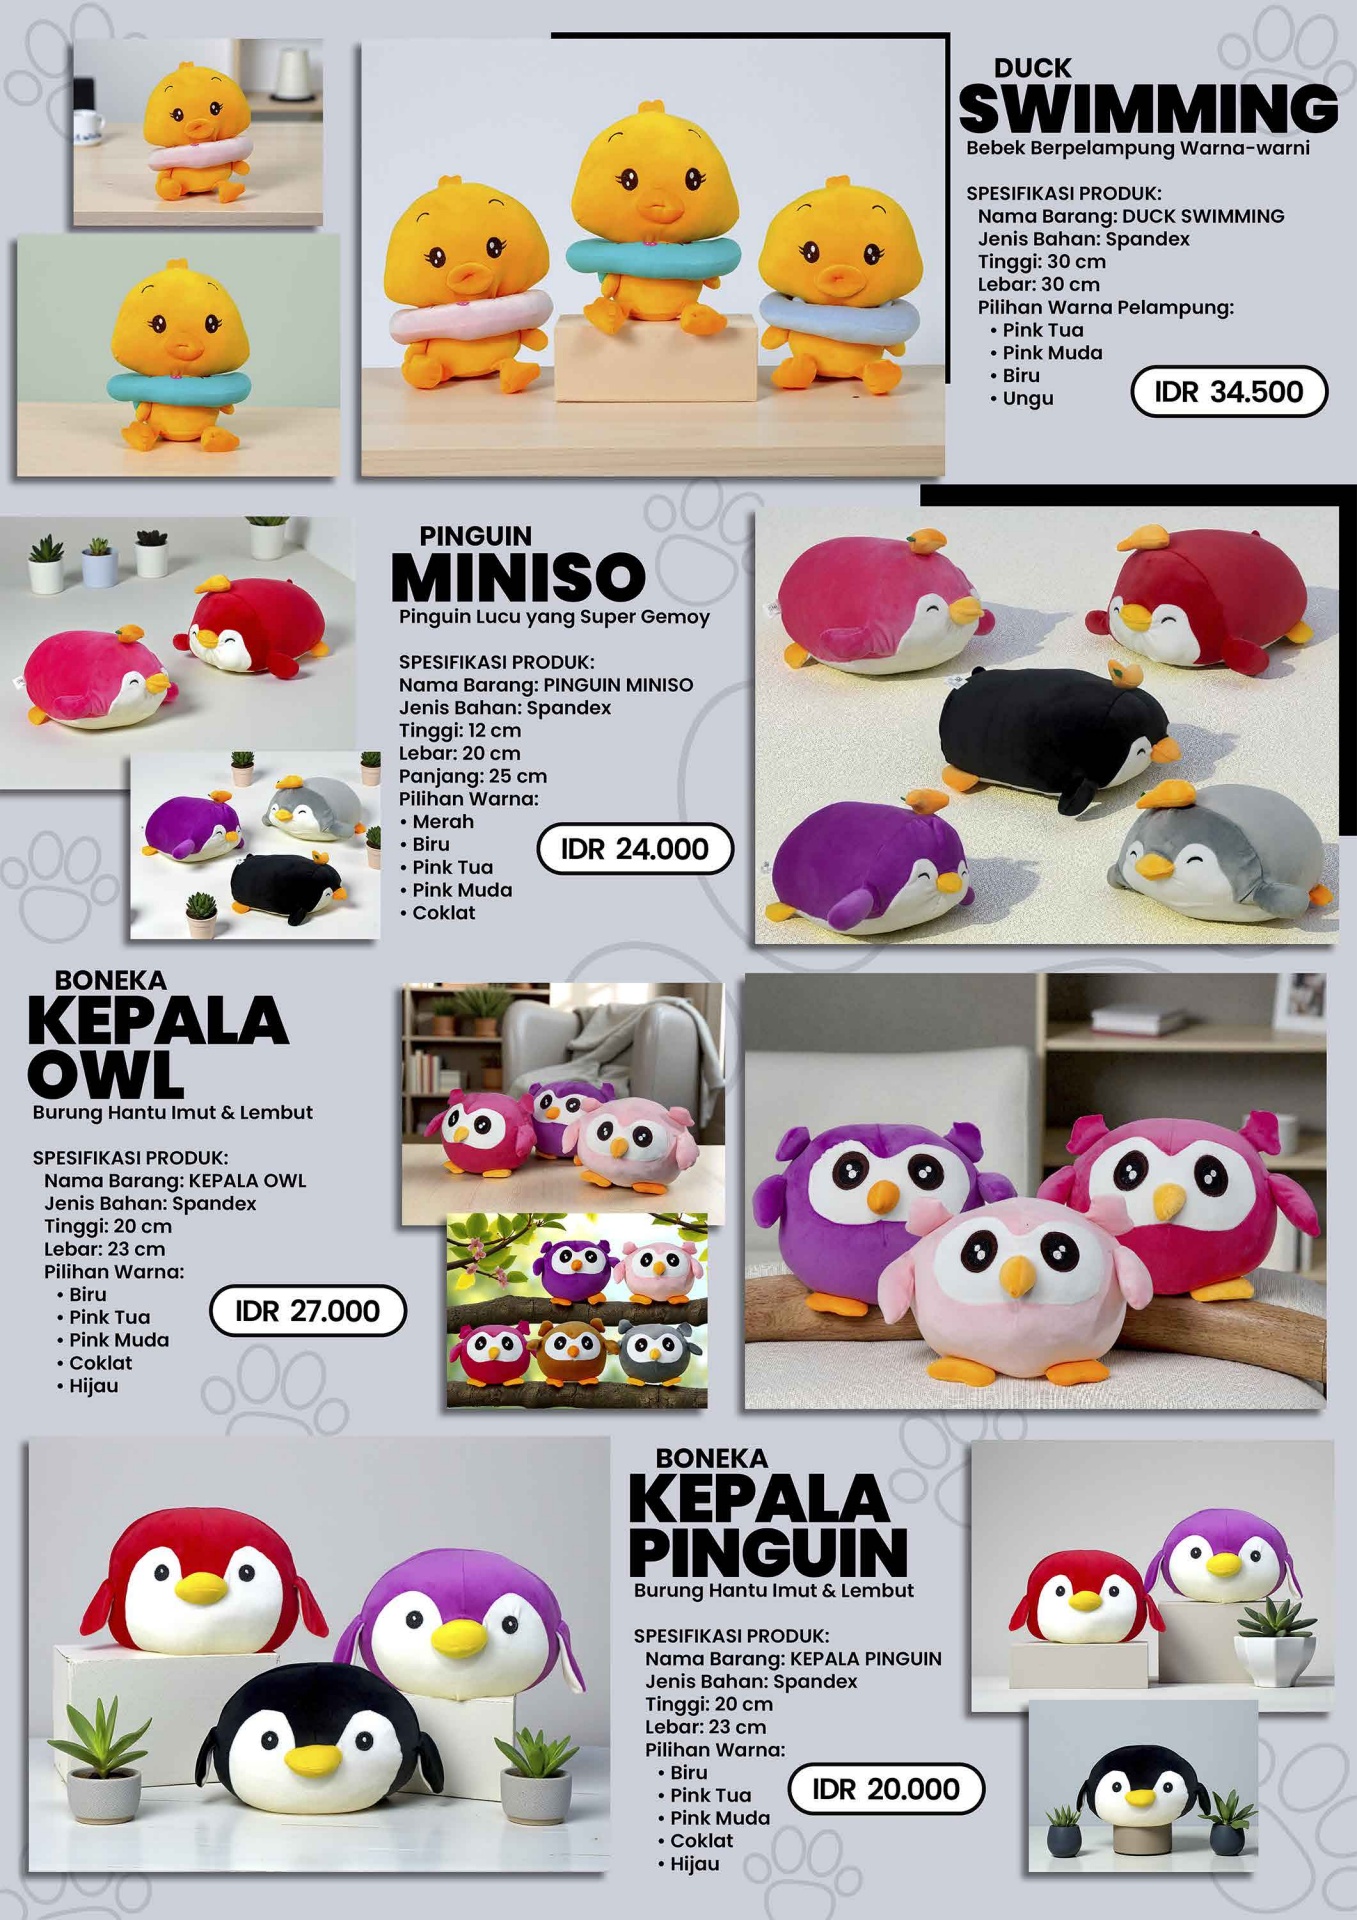 DUCK
SWIMMING
Bebek Berpelampung Warna-warni
SPESIFIKASI PRODUK:
Nama Barang: DUCK SWIMMING
Jenis Bahan: Spandex
Tinggi: 30 cm
Lebar: 30 cm
Pilihan Warna Pelampung:
• Pink Tua
• Pink Muda
• Biru
• Ungu
IDR 34.500
PINGUIN
MINISO
Pinguin Lucu yang Super Gemoy
SPESIFIKASI PRODUK:
Nama Barang: PINGUIN MINISO
Jenis Bahan: Spandex
Tinggi: 12 cm
Lebar: 20 cm
Panjang: 25 cm
Pilihan Warna:
• Merah
• Biru
• Pink Tua
• Pink Muda
• Coklat
IDR 24.000
BONEKA
KEPALA
OWL
Burung Hantu Imut & Lembut
SPESIFIKASI PRODUK:
Nama Barang: KEPALA OWL
Jenis Bahan: Spandex
Tinggi: 20 cm
Lebar: 23 cm
Pilihan Warna:
• Biru
• Pink Tua
• Pink Muda
• Coklat
• Hijau
IDR 27.000
BONEKA
KEPALA
PINGUIN
Burung Hantu Imut & Lembut
SPESIFIKASI PRODUK:
Nama Barang: KEPALA PINGUIN
Jenis Bahan: Spandex
Tinggi: 20 cm
Lebar: 23 cm
Pilihan Warna:
• Biru
• Pink Tua
• Pink Muda
• Coklat
• Hijau
IDR 20.000